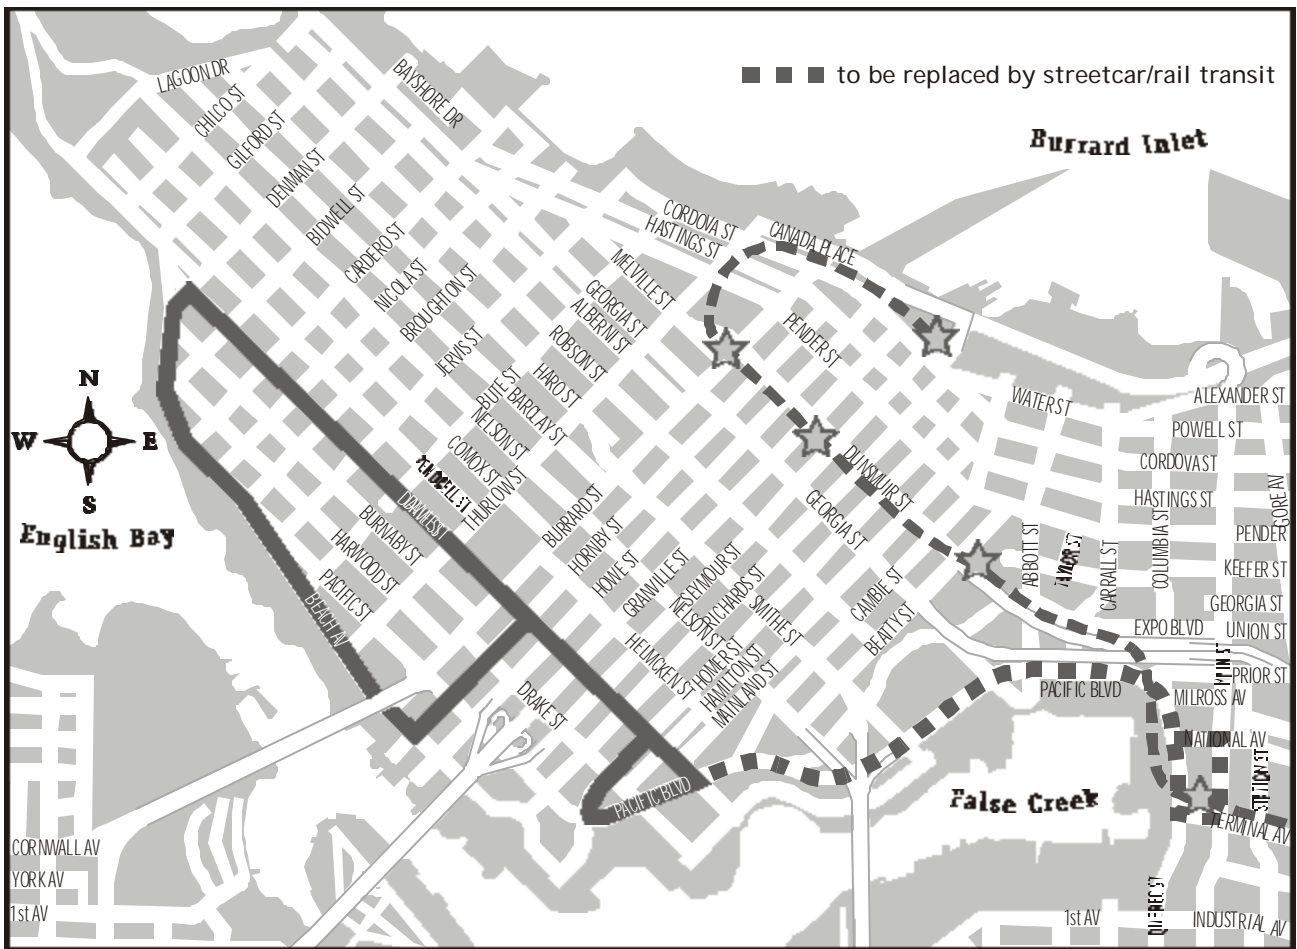 to be replaced by streetcar/rail transit
Burrard Inlet
LAGOON DR
BAYSHORE DR
CHILCO ST
GILFORD ST
DENMAN ST
BIDWELL ST
CARDERO ST
NICOLA ST
BROUGHTON ST
JERVIS ST
BUTE ST
CORDOVA ST
HASTINGS ST
CANADA PLACE
MELVILLE ST
GEORGIA ST
ALBERNI ST
ROBSON ST
HARO ST
BARCLAY ST
NELSON ST
COMOX ST
THURLOW ST
PENDER ST
WATER ST
ALEXANDER ST
POWELL ST
CORDOVA ST
HASTINGS ST
GORE AV
PENDER
KEEFER ST
GEORGIA ST
UNION ST
EXPO BLVD
PRIOR ST
N
W
E
S
English Bay
BURNABY ST
HARWOOD ST
PACIFIC ST
BEACH AV
BURRARD ST
HORNBY ST
HOWE ST
GRANVILLE ST
SEYMOUR ST
RICHARDS ST
NELSON ST
SMITHE ST
HOMER ST
HAMILTON ST
MAINLAND ST
HELMCKEN ST
DRAKE ST
DUNSMUIR ST
GEORGIA ST
CAMBIE ST
BEATTY ST
ABBOTT ST
CARRALL ST
COLUMBIA ST
PACIFIC BLVD
MILROSS AV
NATIONAL AV
STATION ST
TERMINAL AV
False Creek
PACIFIC BLVD
CORNWALL AV
YORK AV
1st AV
1st AV
QUEBEC ST
INDUSTRIAL AV